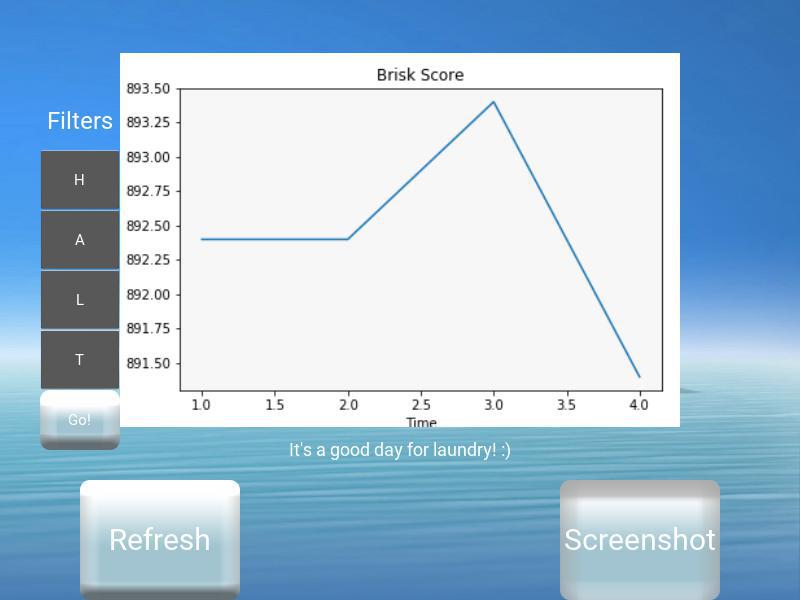 Brisk Score
893.50
893.25
893.00
892.75
892.50
892.25
892.00
891.75
891.50
1.0 1.5 2.0 2.5 3.0 3.5 4.0
Time
Filters
H
A
L
T
Go!
It's a good day for laundry! :)
Refresh
Screenshot